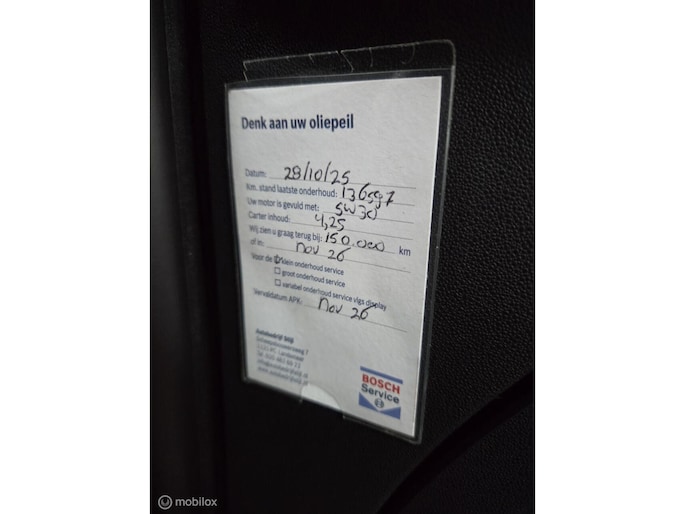 Denk aan uw oliepeil
Datum: 28/10/25
Km. stand laatste onderhoud: 136597
Uw motor is gevuld met: 5W30
Carter inhoud: 4,25
Wij zien u graag terug bij: 150.000 km
of in: nov 26
Voor de klein onderhoud service
groot onderhoud service
variabel onderhoud service vlgs display
Vervaldatum APK: nov 26
Autobedrijf Blijf
BOSCH
Service
mobilox